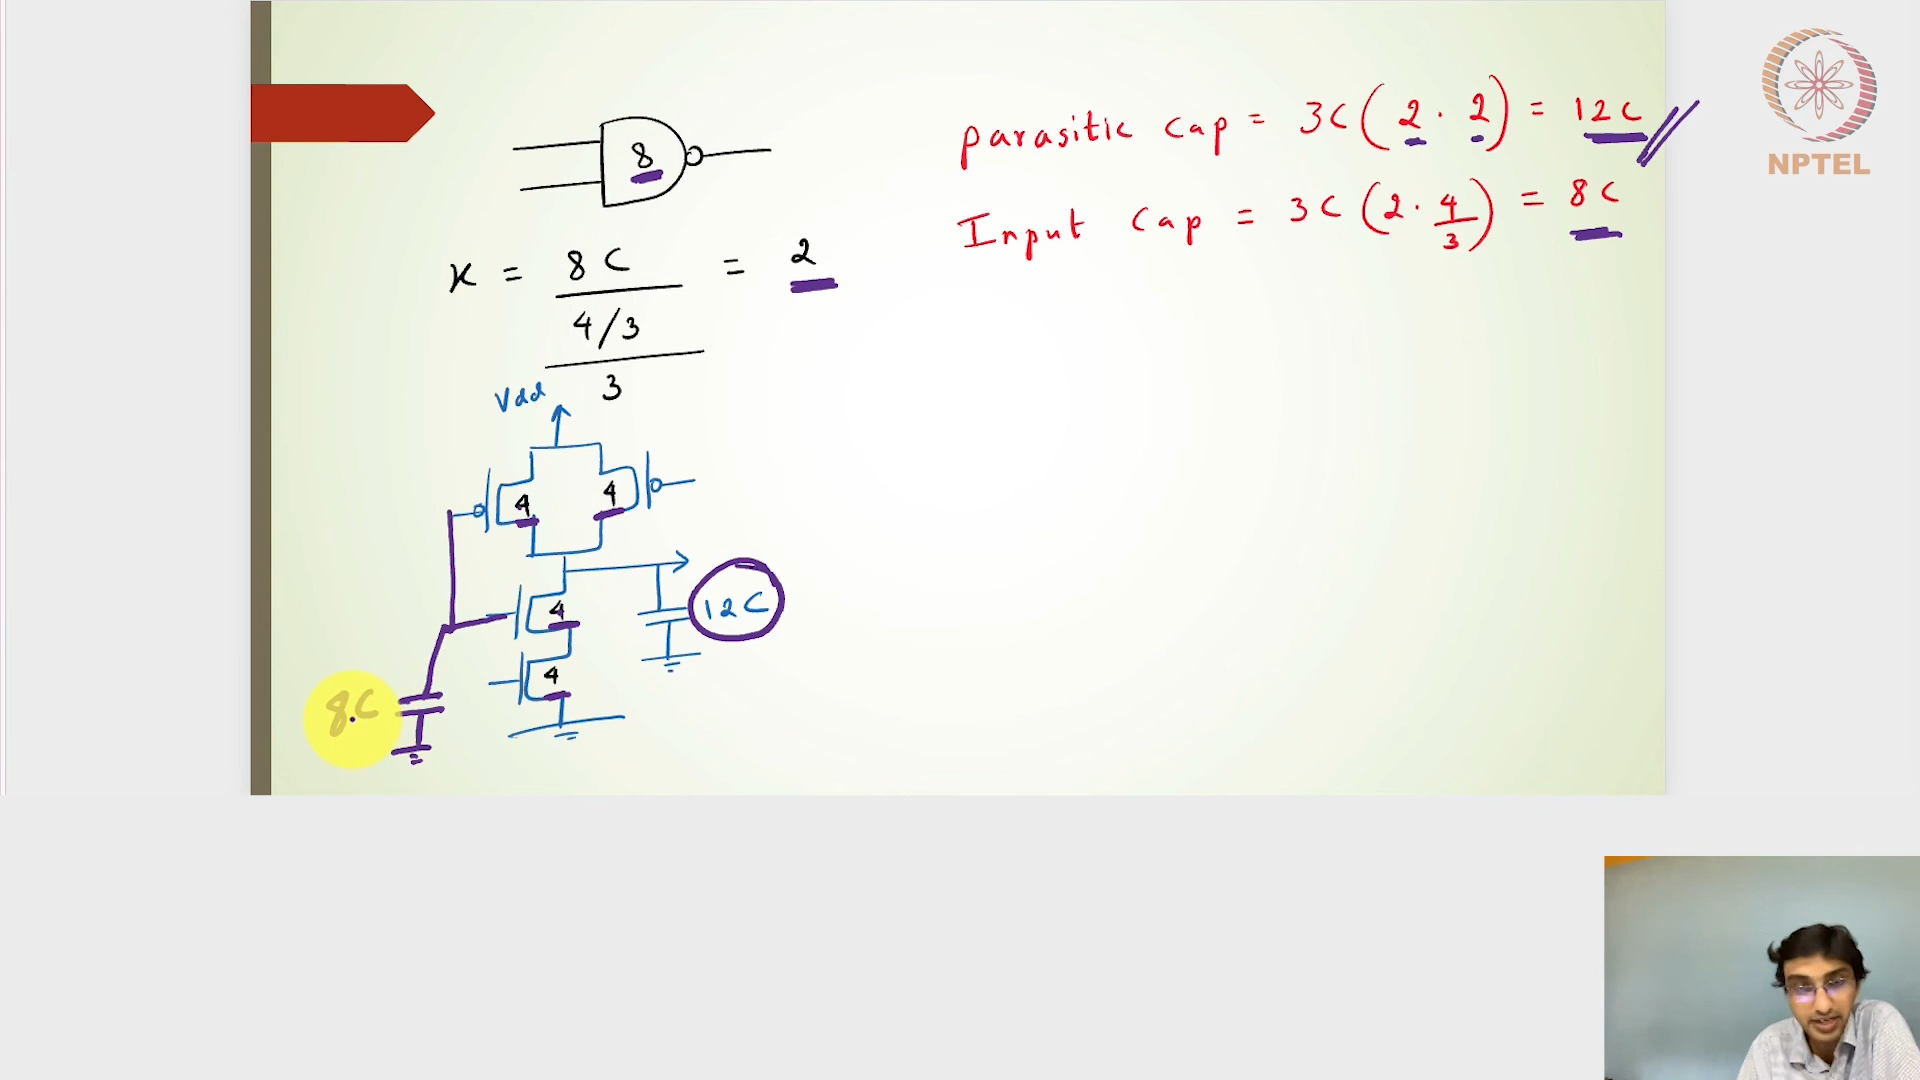 parasitic cap = 3C ( 2 . 2 ) = 12C
NPTEL
8
Input cap = 3C ( 2 . 4/3 ) = 8C
K = 8C / 4/3 / 3 = 2
Vdd
4 4
4
12C
4
8C